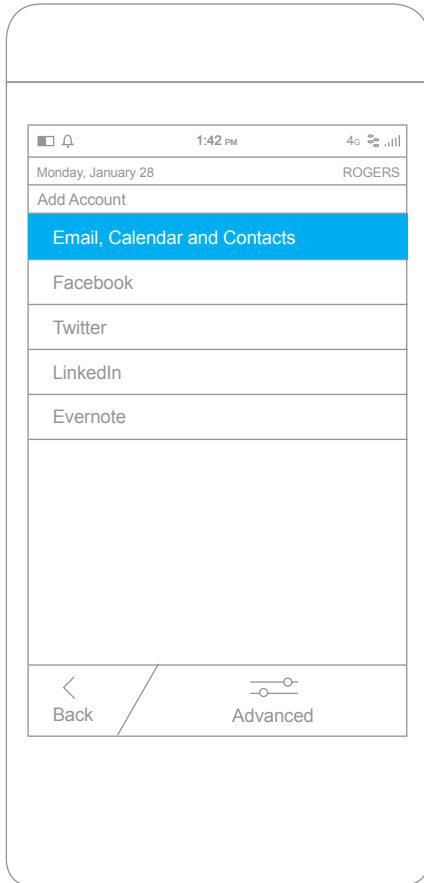 1:42 PM 4G
Monday, January 28 ROGERS
Add Account
Email, Calendar and Contacts
Facebook
Twitter
LinkedIn
Evernote
Back Advanced